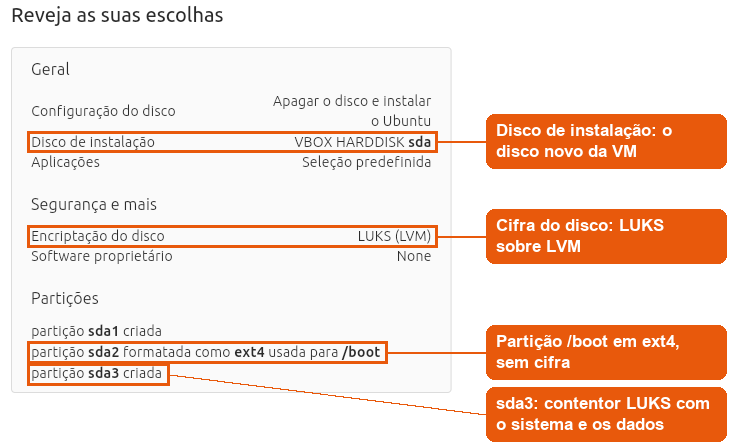 Reveja as suas escolhas
Geral
Configuração do disco
Apagar o disco e instalar
o Ubuntu
Disco de instalação VBOX HARDDISK sda
Aplicações Seleção predefinida
Segurança e mais
Encriptação do disco LUKS (LVM)
Software proprietário None
Partições
partição sda1 criada
partição sda2 formatada como ext4 usada para /boot
partição sda3 criada
Disco de instalação: o
disco novo da VM
Cifra do disco: LUKS
sobre LVM
Partição /boot em ext4,
sem cifra
sda3: contentor LUKS com
o sistema e os dados